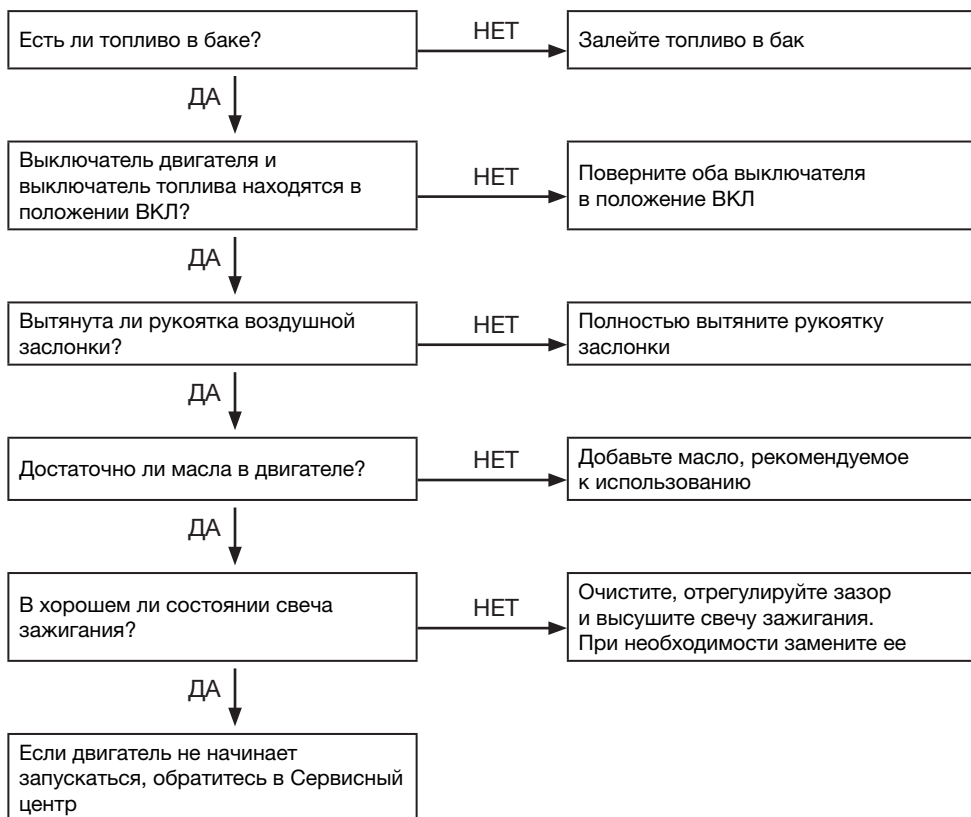 Есть ли топливо в баке?
НЕТ
Залейте топливо в бак
ДА
Выключатель двигателя и
выключатель топлива находятся в
положении ВКЛ?
НЕТ
Поверните оба выключателя
в положение ВКЛ
ДА
Вытянута ли рукоятка воздушной
заслонки?
НЕТ
Полностью вытяните рукоятку
заслонки
ДА
Достаточно ли масла в двигателе?
НЕТ
Добавьте масло, рекомендуемое
к использованию
ДА
В хорошем ли состоянии свеча
зажигания?
НЕТ
Очистите, отрегулируйте зазор
и высушите свечу зажигания.
При необходимости замените ее
ДА
Если двигатель не начинает
запускаться, обратитесь в Сервисный
центр